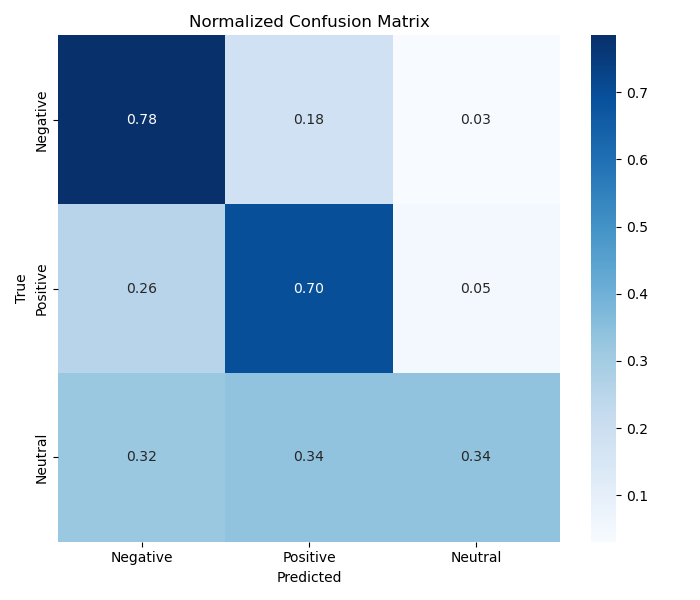 Normalized Confusion Matrix
True
Negative
0.78 0.18 0.03
Positive
0.26 0.70 0.05
Neutral
0.32 0.34 0.34
Negative Positive Neutral
Predicted
0.7
0.6
0.5
0.4
0.3
0.2
0.1